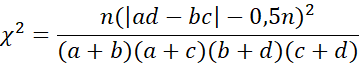 χ² = n(|ad − bc| − 0,5n)² / (a + b)(a + c)(b + d)(c + d)